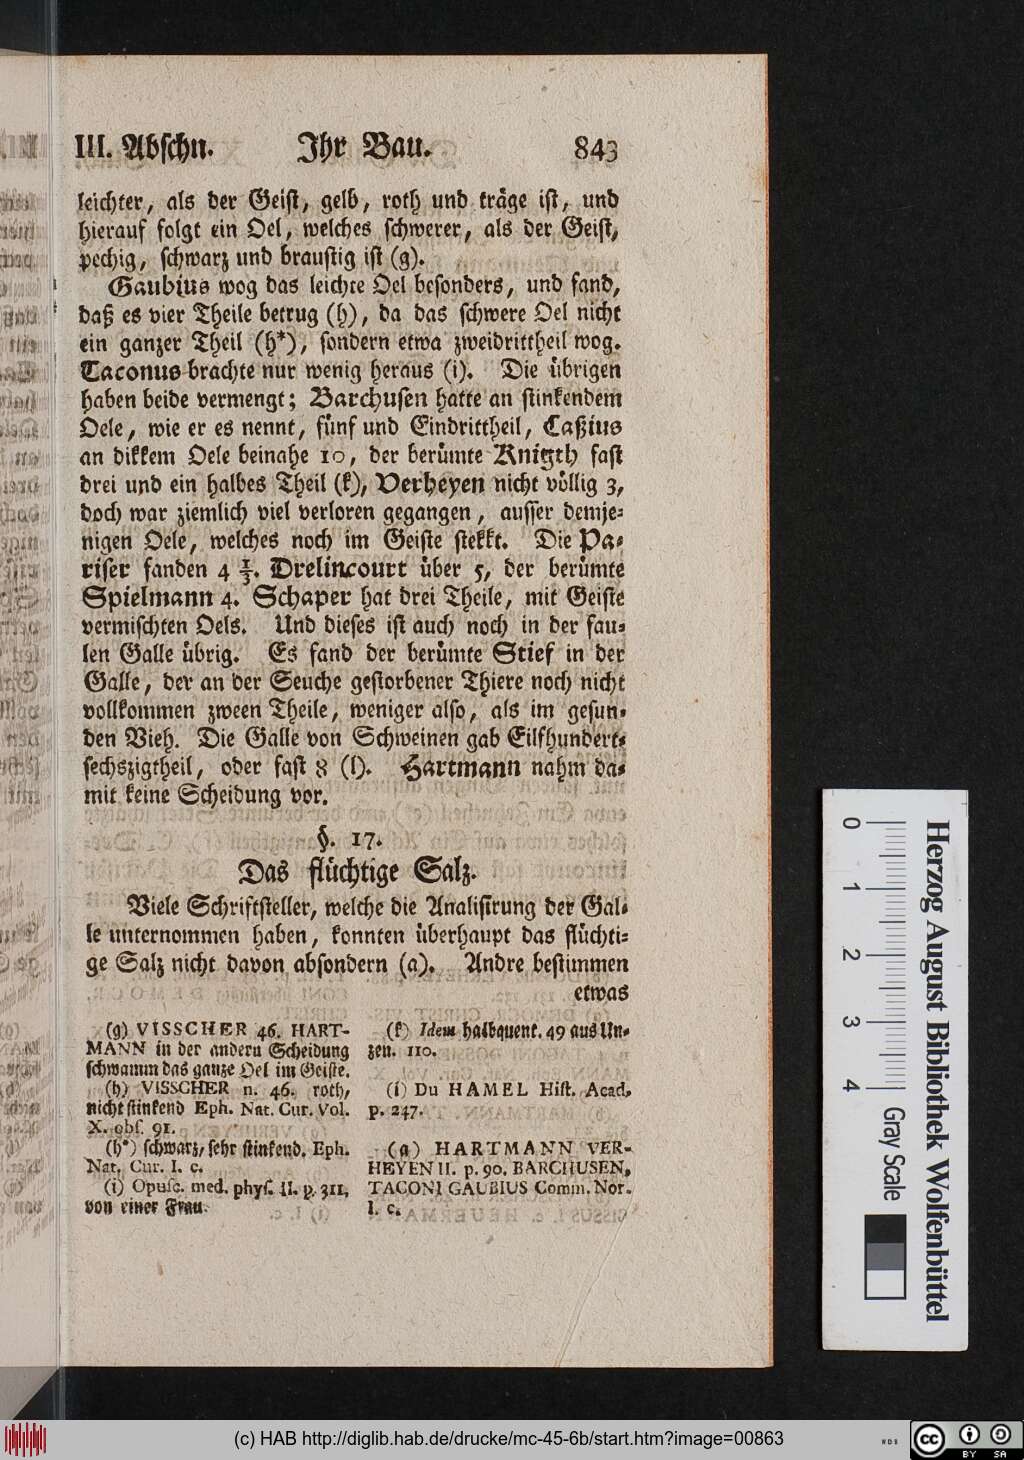 III. Abschn. Ihr Bau. 843
leichter, als der Geist, gelb, roth und träge ist, und
hierauf folgt ein Oel, welches schwerer, als der Geist,
pechig, schwarz und braustig ist (g).
Gaubius wog das leichte Oel besonders, und fand,
daß es vier Theile betrug (h), da das schwere Oel nicht
ein ganzer Theil (h*), sondern etwa zweidrittheil wog.
Taconus brachte nur wenig heraus (i). Die übrigen
haben beide vermengt; Barchusen hatte an stinkendem
Oele, wie er es nennt, fünf und Eindrittheil, Caßius
an dikkem Oele beinahe 10, der berümte Knigth fast
drei und ein halbes Theil (k), Verheyen nicht völlig 3,
doch war ziemlich viel verloren gegangen, ausser demje-
nigen Oele, welches noch im Geiste stekkt. Die Pa-
riser fanden 4 1/3. Drelincourt über 5, der berümte
Spielmann 4. Schaper hat drei Theile, mit Geiste
vermischten Oels. Und dieses ist auch noch in der fau-
len Galle übrig. Es fand der berümte Stief in der
Galle, der an der Seuche gestorbener Thiere noch nicht
vollkommen zween Theile, weniger also, als im gesun-
den Vieh. Die Galle von Schweinen gab Eilfhundert-
sechszigtheil, oder fast 8 (l). Hartmann nahm da-
mit keine Scheidung vor.
§. 17.
Das flüchtige Salz.
Viele Schriftsteller, welche die Analisirung der Gal-
le unternommen haben, konnten überhaupt das flüchti-
ge Salz nicht davon absondern (a). Andre bestimmen
etwas
(g) VISSCHER 46. HART-
MANN in der andern Scheidung
schwamm das ganze Oel im Geiste.
(h) VISSCHER n. 46. roth,
nicht stinkend Eph. Nat. Cur. Vol.
X. obs. 91.
(h*) schwarz, sehr stinkend. Eph.
Nat. Cur. I. c.
(i) Opusc. med. phys. II. p. 311,
von einer Frau.
(k) Idem halbquent. 49 aus Un-
zen. 110.
(l) Du HAMEL Hist. Acad.
p. 247.
(a) HARTMANN VER-
HEYEN II. p. 90. BARCHUSEN,
TACONI GAUBIUS Comm. Nor.
l. c.
Herzog August Bibliothek Wolfenbüttel
0 1 2 3 4
Gray Scale
(c) HAB http://diglib.hab.de/drucke/mc-45-6b/start.htm?image=00863
cc BY SA